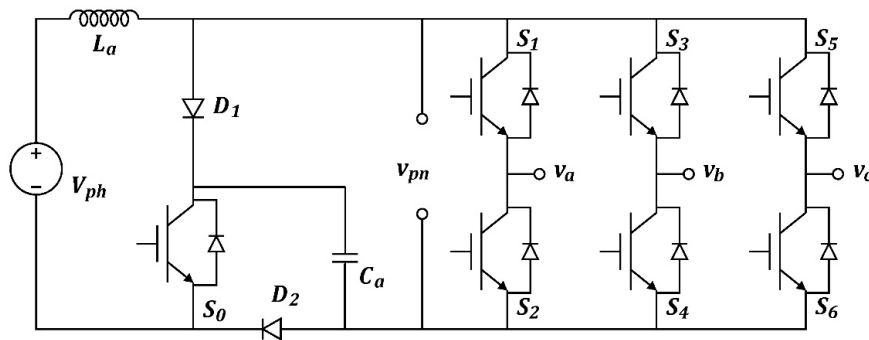 L_a
S_1
S_3
S_5
D_1
+
−
V_ph
v_pn
v_a
v_b
v_c
C_a
S_0
D_2
S_2
S_4
S_6